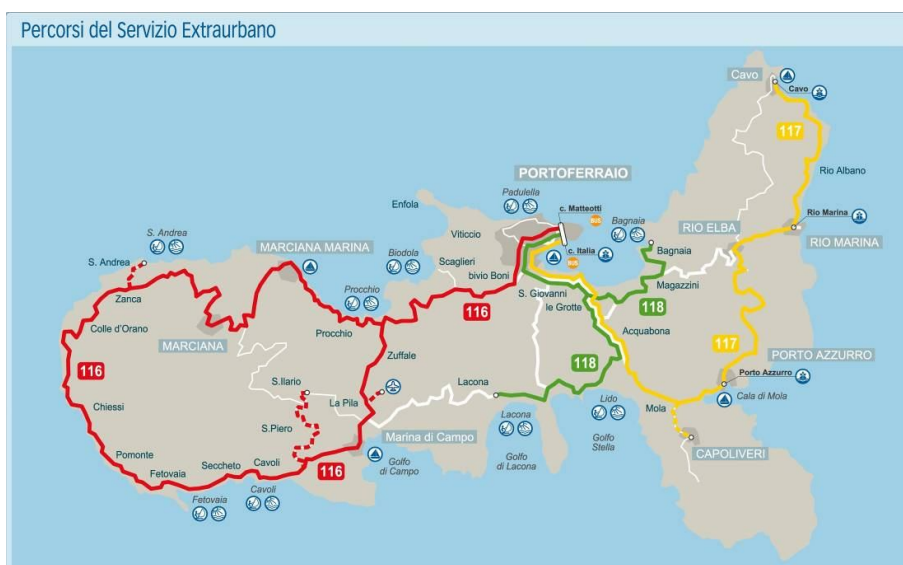 Percorsi del Servizio Extraurbano
Cavo
Cavo
117
Rio Albano
PORTOFERRAIO
Padulella
c. Matteotti
BUS
Enfola
Viticcio
Bagnaia
RIO ELBA
Rio Marina
RIO MARINA
S. Andrea
MARCIANA MARINA
Biodola
Scaglieri
c. Italia
BUS
Bagnaia
S. Andrea
bivio Boni
Magazzini
Zanca
Procchio
116
S. Giovanni
118
le Grotte
Colle d'Orano
MARCIANA
Procchio
Acquabona
117
Zuffale
PORTO AZZURRO
116
118
Porto Azzurro
S.Ilario
Lacona
Chiessi
La Pila
Lido
Mola
Cala di Mola
S.Piero
Lacona
Marina di Campo
Golfo
Stella
CAPOLIVERI
Pomonte
Golfo
di Campo
Golfo
di Lacona
Seccheto
Cavoli
116
Fetovaia
Cavoli
Fetovaia